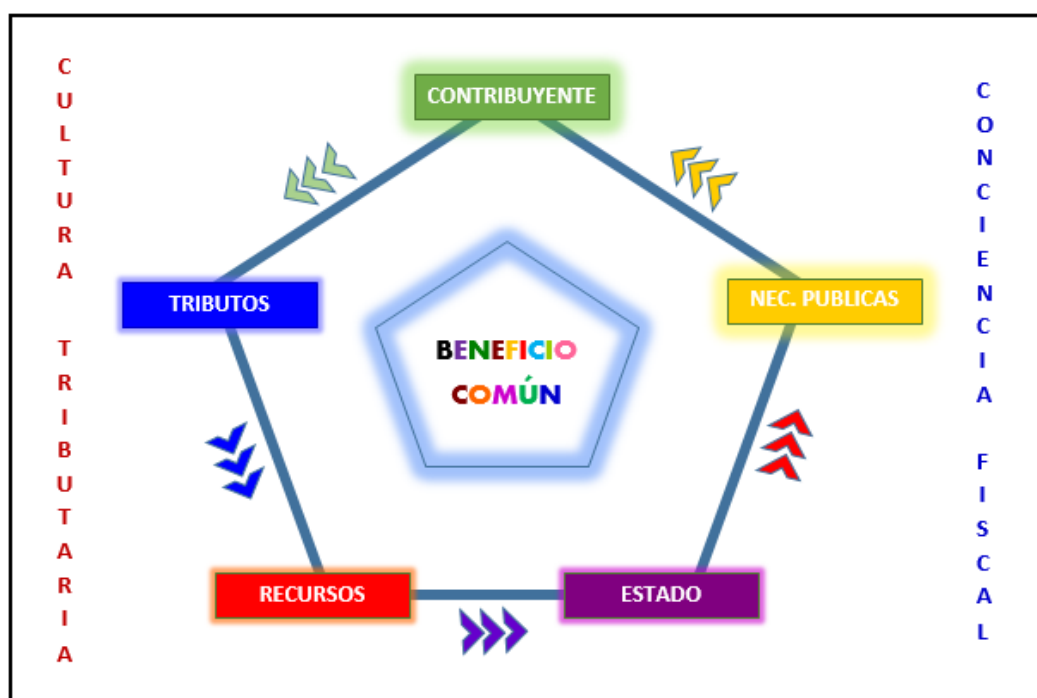 CULTURA TRIBUTARIA
CONTRIBUYENTE
TRIBUTOS
NEC. PUBLICAS
BENEFICIO
COMÚN
RECURSOS
ESTADO
CONCIENCIA FISCAL